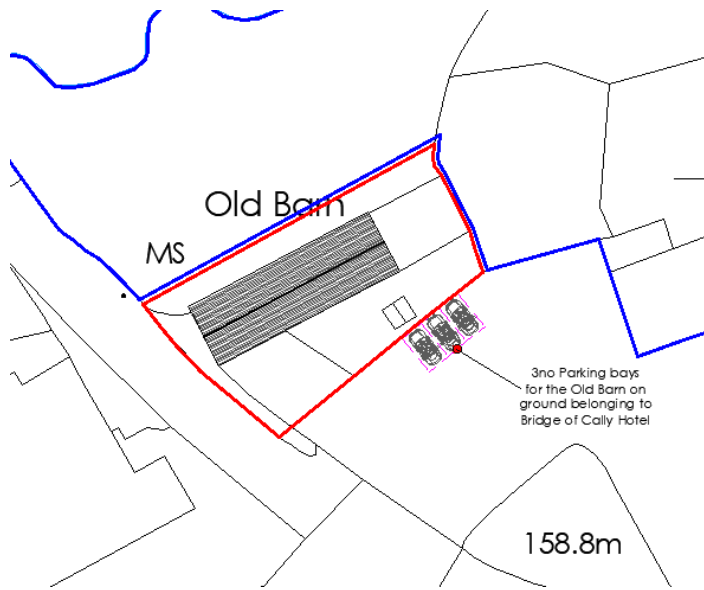 Old Barn
MS
3no Parking bays
for the Old Barn on
ground belonging to
Bridge of Cally Hotel
158.8m